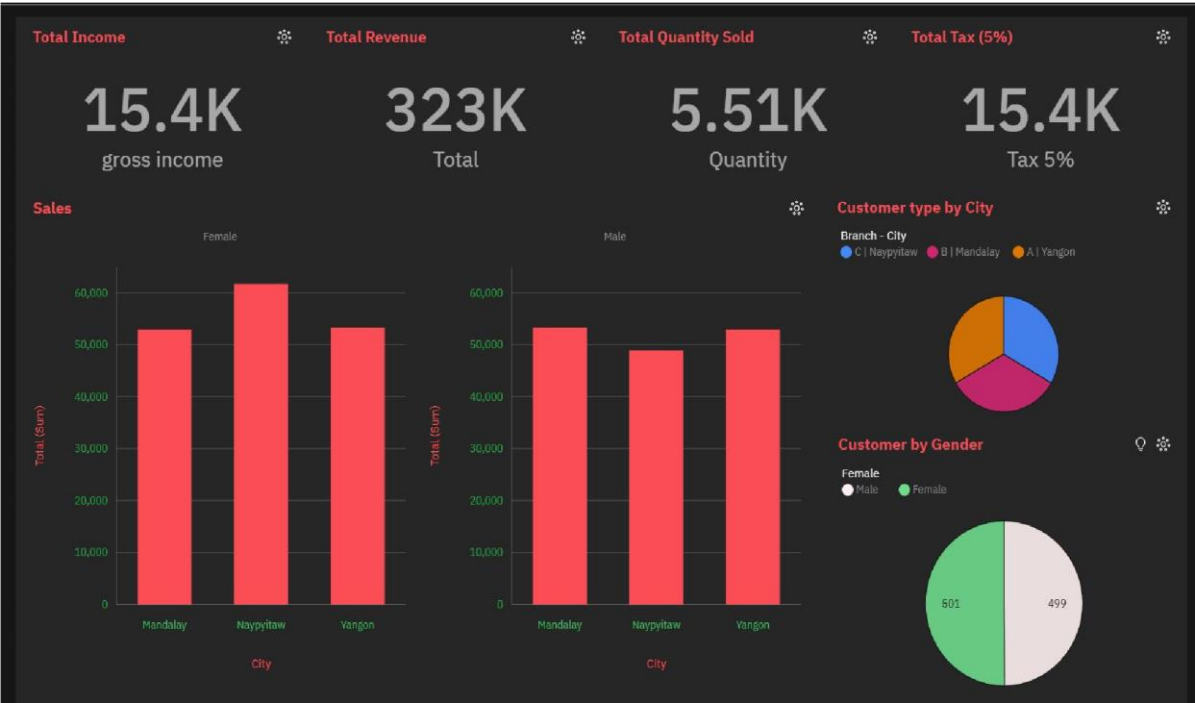 Total Income
Total Revenue
Total Quantity Sold
Total Tax (5%)
15.4K
323K
5.51K
15.4K
gross income
Total
Quantity
Tax 5%
Sales
Female
Male
60,000
50,000
40,000
30,000
20,000
10,000
0
Total (Sum)
Mandalay
Naypyitaw
Yangon
City
60,000
50,000
40,000
30,000
20,000
10,000
0
Total (Sum)
Mandalay
Naypyitaw
Yangon
City
Customer type by City
Branch - City
C | Naypyitaw B | Mandalay A | Yangon
Customer by Gender
Female
Male Female
501
499